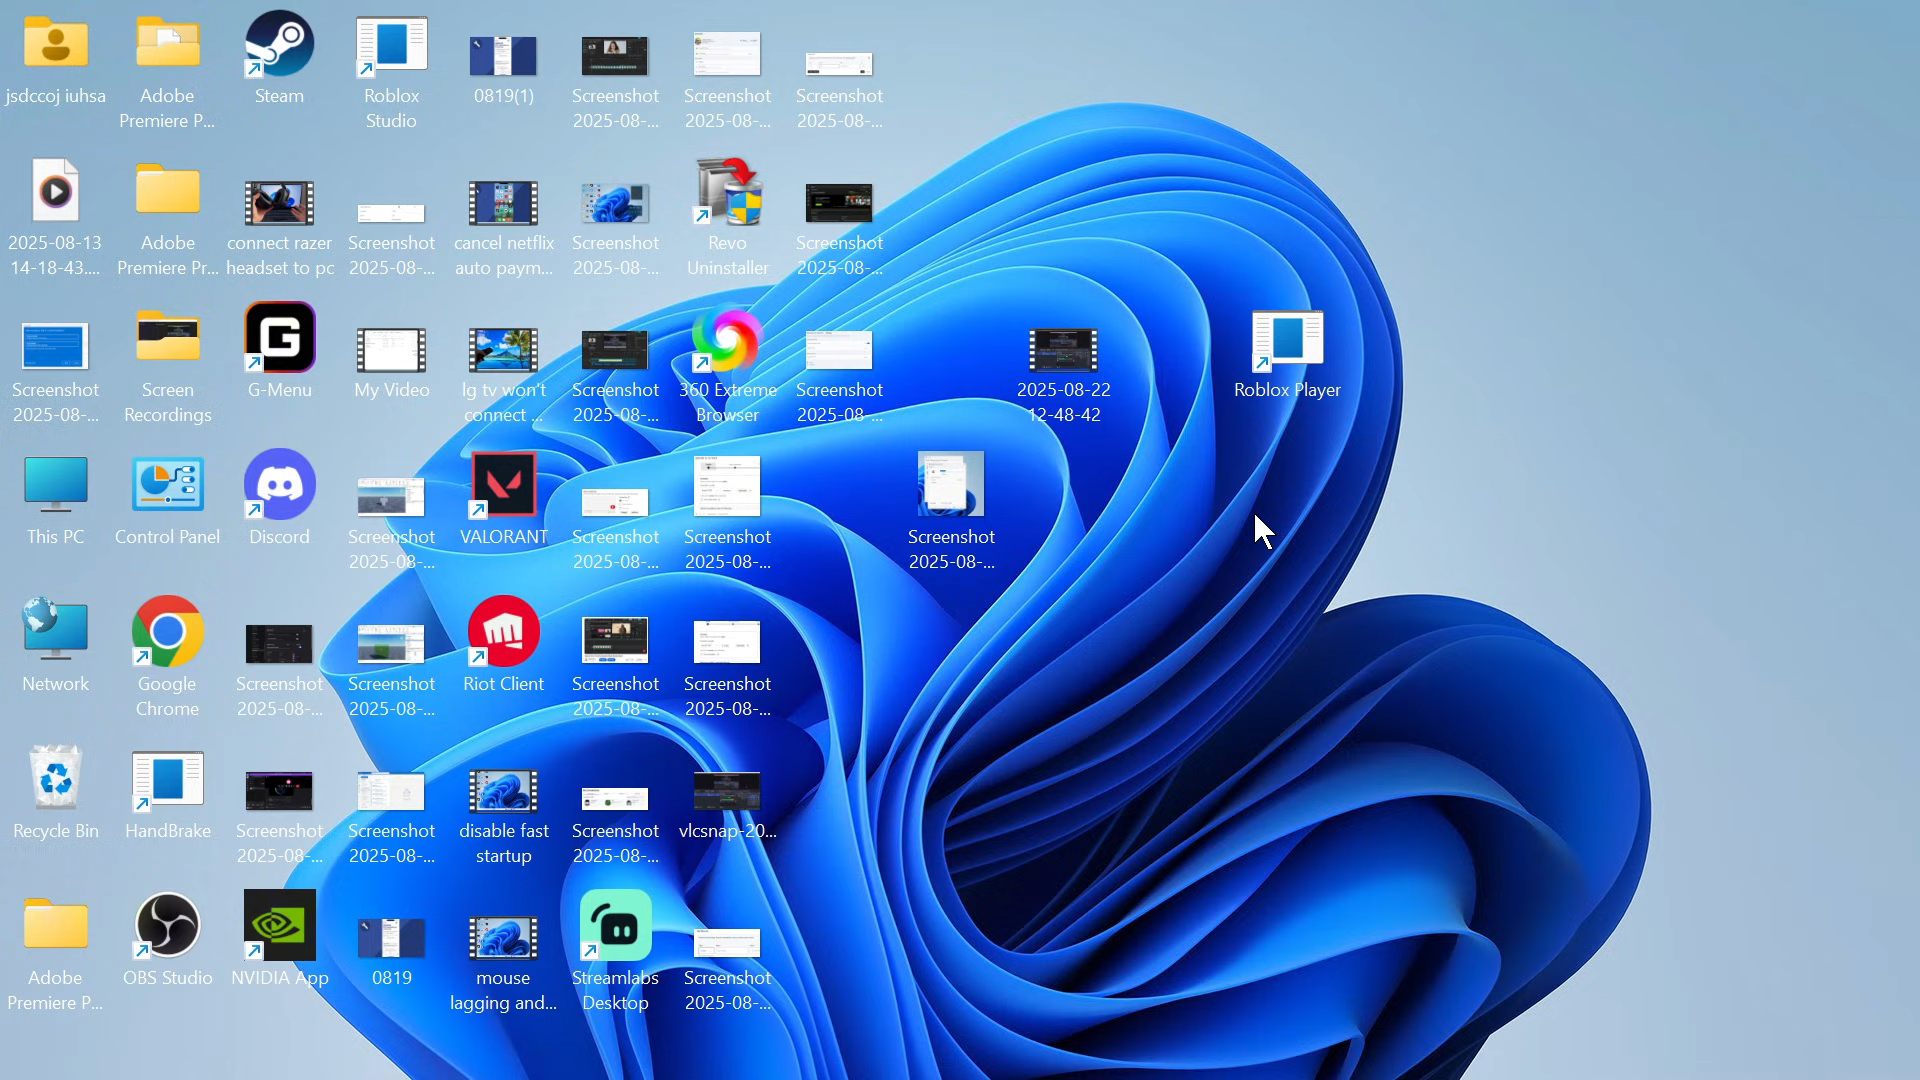 jsdccoj iuhsa
Adobe
Premiere P...
Steam
Roblox
Studio
0819(1)
Screenshot
2025-08-...
Screenshot
2025-08-...
Screenshot
2025-08-...
2025-08-13
14-18-43....
Adobe
Premiere Pr...
connect razer
headset to pc
Screenshot
2025-08-...
cancel netflix
auto paym...
Screenshot
2025-08-...
Revo
Uninstaller
Screenshot
2025-08-...
Screenshot
2025-08-...
Screen
Recordings
G-Menu
My Video
lg tv won't
connect ...
Screenshot
2025-08-...
360 Extreme
Browser
Screenshot
2025-08-...
2025-08-22
12-48-42
Roblox Player
This PC
Control Panel
Discord
Screenshot
2025-08-...
VALORANT
Screenshot
2025-08-...
Screenshot
2025-08-...
Screenshot
2025-08-...
Network
Google
Chrome
Screenshot
2025-08-...
Screenshot
2025-08-...
Riot Client
Screenshot
2025-08-...
Screenshot
2025-08-...
Recycle Bin
HandBrake
Screenshot
2025-08-...
Screenshot
2025-08-...
disable fast
startup
Screenshot
2025-08-...
vlcsnap-20...
Adobe
Premiere P...
OBS Studio
NVIDIA App
0819
mouse
lagging and...
Streamlabs
Desktop
Screenshot
2025-08-...